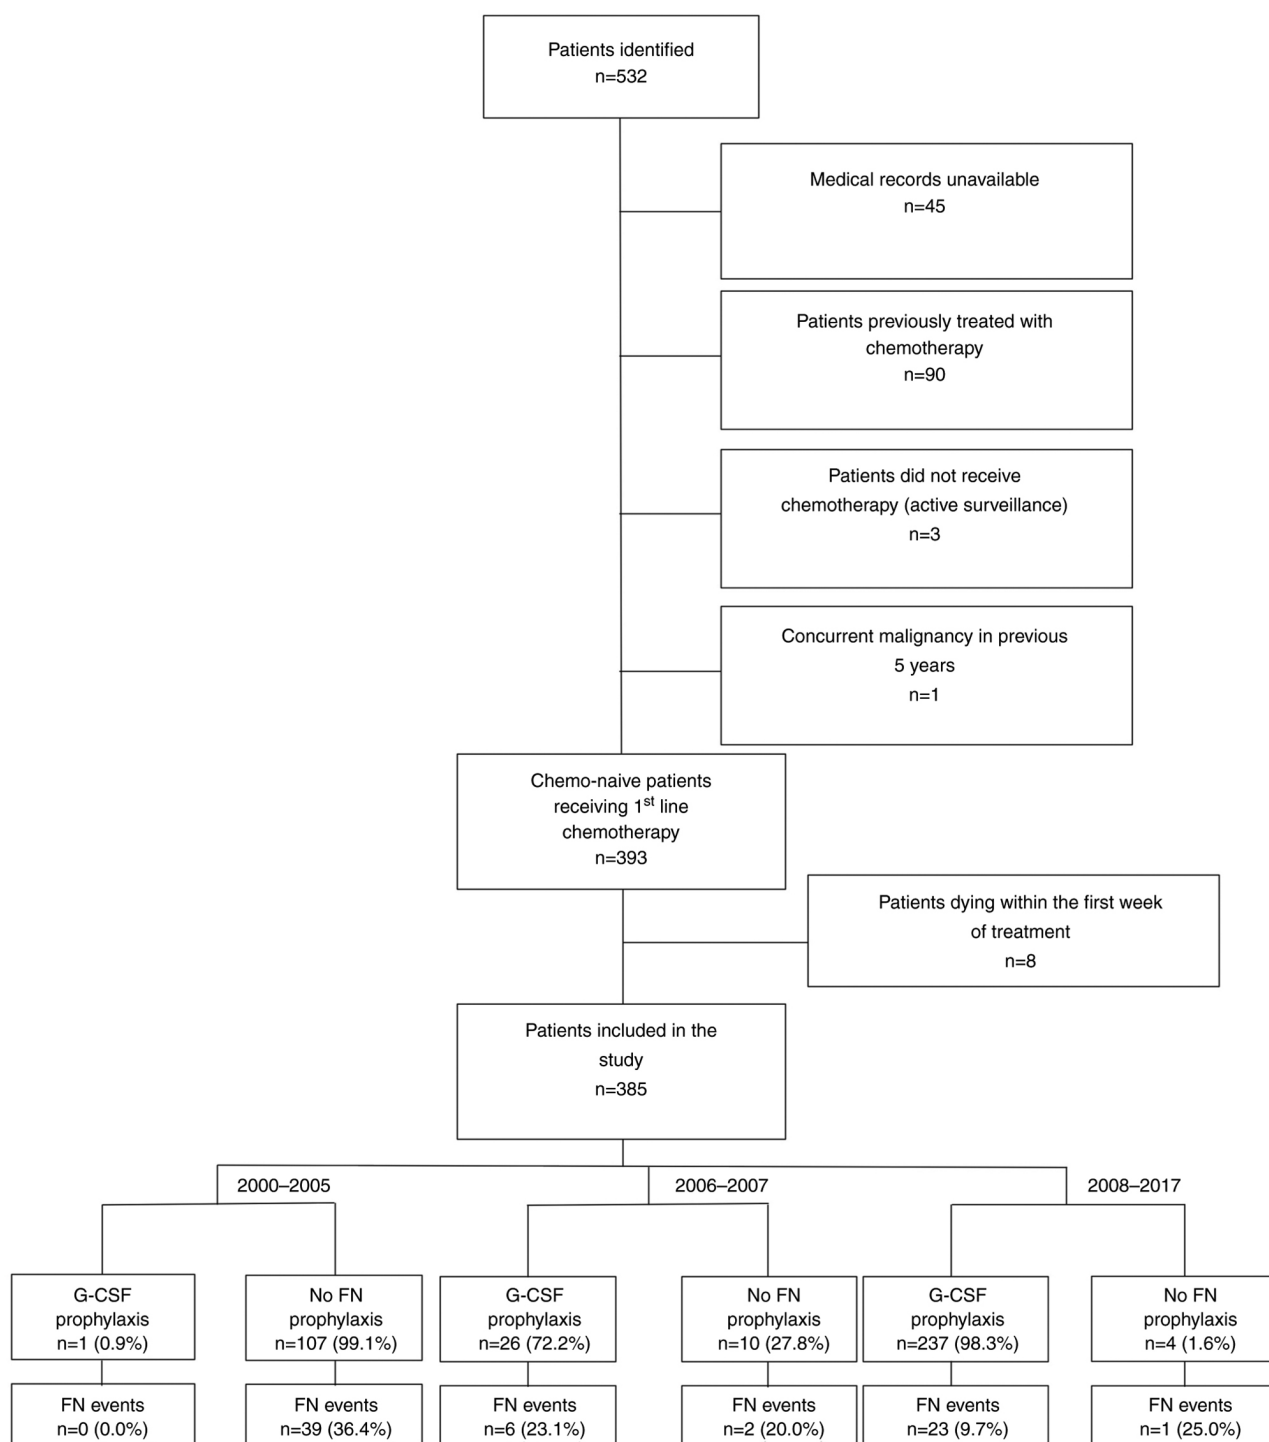 Patients identified
n=532
Medical records unavailable
n=45
Patients previously treated with
chemotherapy
n=90
Patients did not receive
chemotherapy (active surveillance)
n=3
Concurrent malignancy in previous
5 years
n=1
Chemo-naive patients
receiving 1st line
chemotherapy
n=393
Patients dying within the first week
of treatment
n=8
Patients included in the
study
n=385
2000–2005
2006–2007
2008–2017
G-CSF
prophylaxis
n=1 (0.9%)
No FN
prophylaxis
n=107 (99.1%)
G-CSF
prophylaxis
n=26 (72.2%)
No FN
prophylaxis
n=10 (27.8%)
G-CSF
prophylaxis
n=237 (98.3%)
No FN
prophylaxis
n=4 (1.6%)
FN events
n=0 (0.0%)
FN events
n=39 (36.4%)
FN events
n=6 (23.1%)
FN events
n=2 (20.0%)
FN events
n=23 (9.7%)
FN events
n=1 (25.0%)